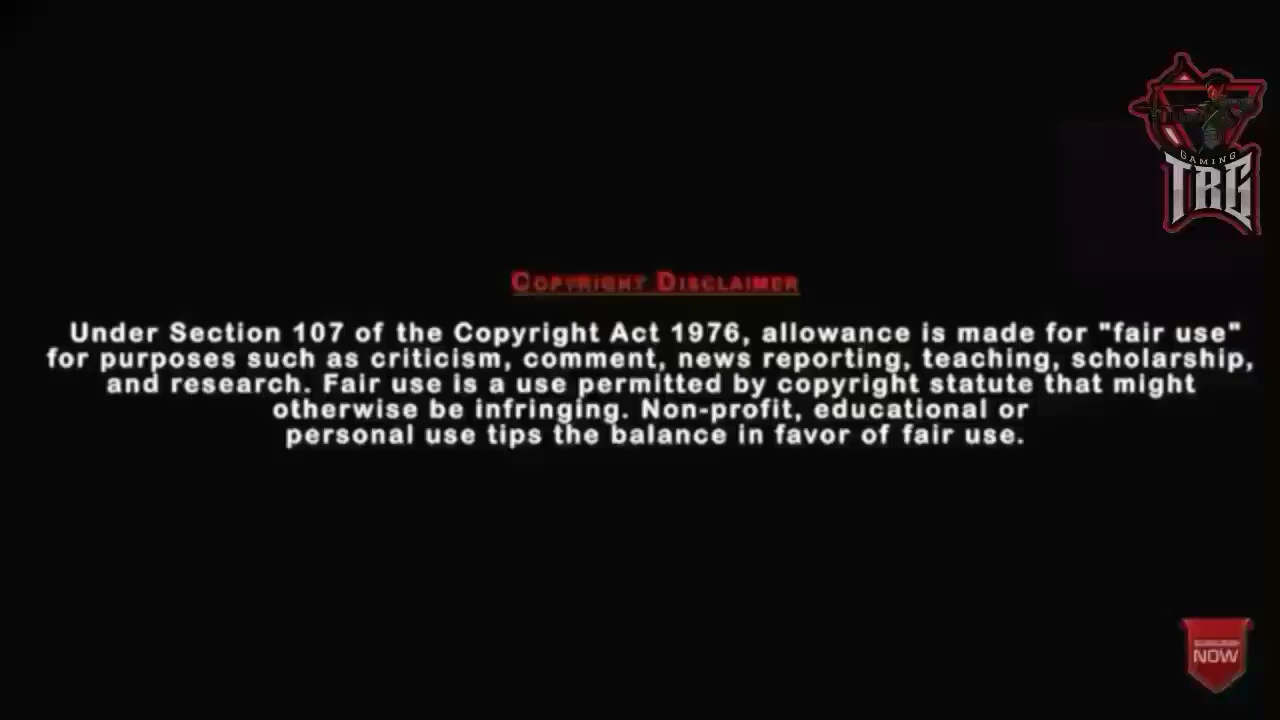 GAMING
TRG
COPYRIGHT DISCLAIMER
Under Section 107 of the Copyright Act 1976, allowance is made for "fair use"
for purposes such as criticism, comment, news reporting, teaching, scholarship,
and research. Fair use is a use permitted by copyright statute that might
otherwise be infringing. Non-profit, educational or
personal use tips the balance in favor of fair use.
NOW